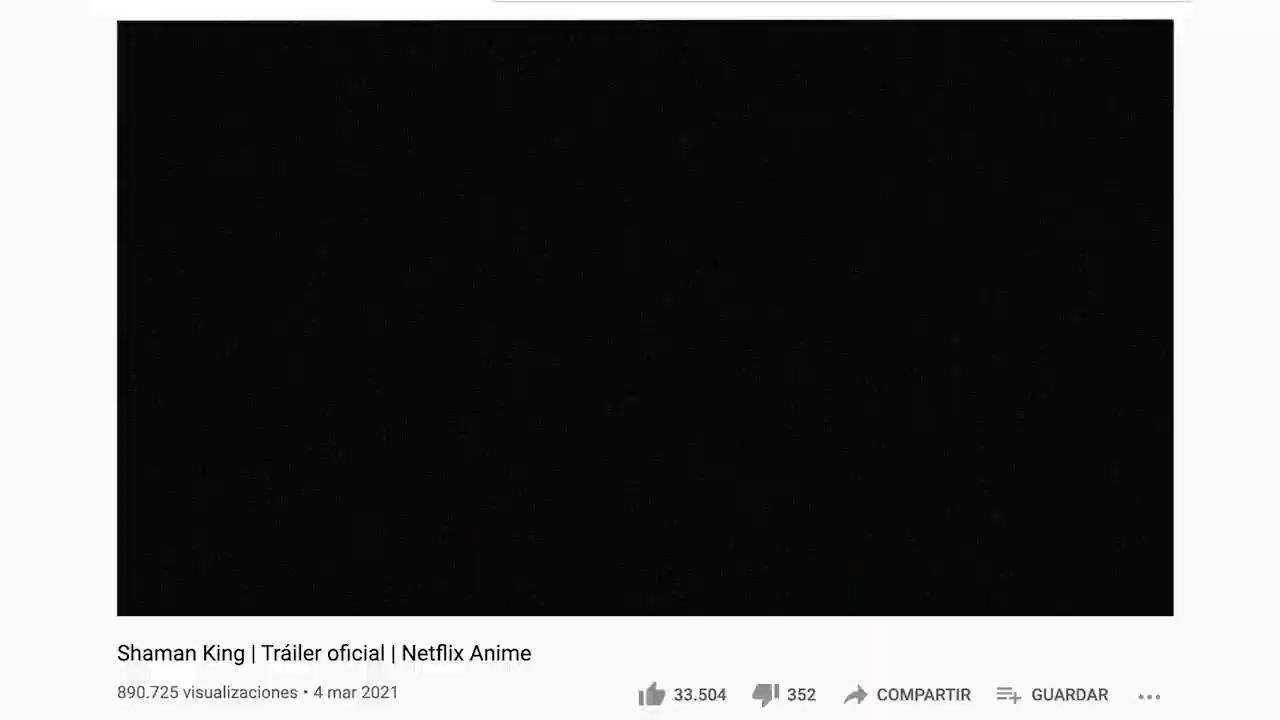 Shaman King | Tráiler oficial | Netflix Anime
890.725 visualizaciones • 4 mar 2021
33.504 352 COMPARTIR GUARDAR